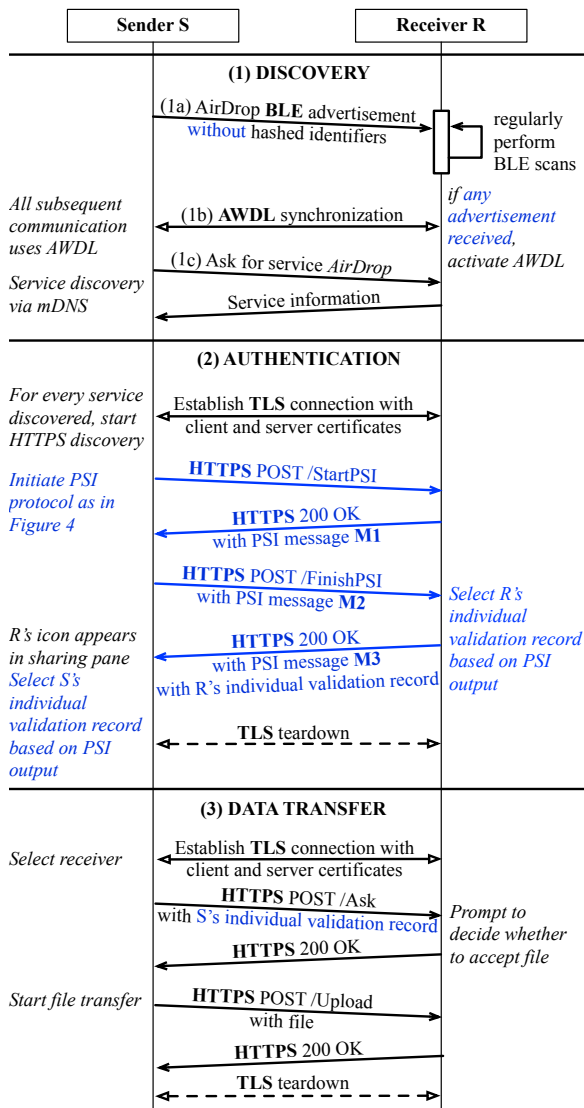 Sender S
Receiver R
(1) DISCOVERY
(1a) AirDrop BLE advertisement
without hashed identifiers
regularly
perform
BLE scans
All subsequent
communication
uses AWDL
(1b) AWDL synchronization
if any
advertisement
received,
activate AWDL
(1c) Ask for service AirDrop
Service discovery
via mDNS
Service information
(2) AUTHENTICATION
For every service
discovered, start
HTTPS discovery
Establish TLS connection with
client and server certificates
Initiate PSI
protocol as in
Figure 4
HTTPS POST /StartPSI
HTTPS 200 OK
with PSI message M1
HTTPS POST /FinishPSI
with PSI message M2
Select R's
individual
validation record
based on PSI
output
R's icon appears
in sharing pane
Select S's
individual
validation record
based on PSI
output
HTTPS 200 OK
with PSI message M3
with R's individual validation record
TLS teardown
(3) DATA TRANSFER
Select receiver
Establish TLS connection with
client and server certificates
HTTPS POST /Ask
with S's individual validation record
Prompt to
decide whether
to accept file
HTTPS 200 OK
Start file transfer
HTTPS POST /Upload
with file
HTTPS 200 OK
TLS teardown